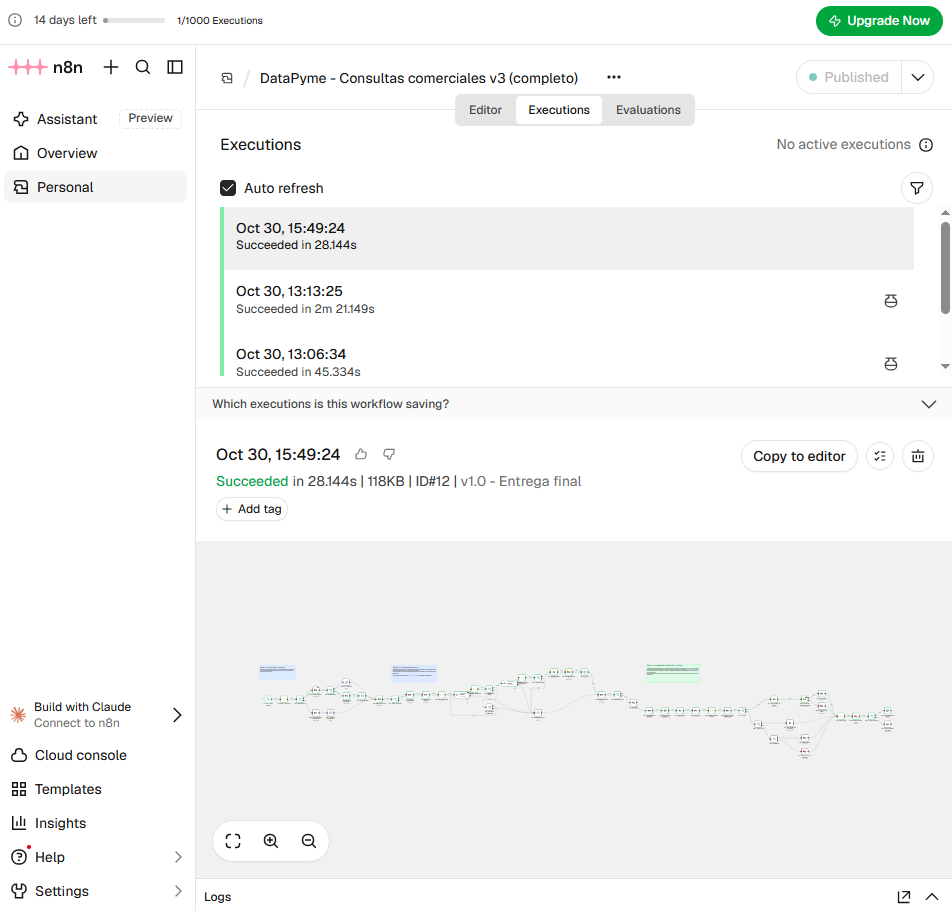 14 days left
1/1000 Executions
Upgrade Now
n8n
DataPyme - Consultas comerciales v3 (completo)
Published
Editor
Executions
Evaluations
Assistant
Preview
Overview
Personal
Executions
No active executions
Auto refresh
Oct 30, 15:49:24
Succeeded in 28.144s
Oct 30, 13:13:25
Succeeded in 2m 21.149s
Oct 30, 13:06:34
Succeeded in 45.334s
Which executions is this workflow saving?
Oct 30, 15:49:24
Copy to editor
Succeeded in 28.144s | 118KB | ID#12 | v1.0 - Entrega final
+ Add tag
Build with Claude
Connect to n8n
Cloud console
Templates
Insights
Help
Settings
Logs